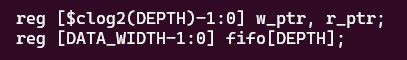 reg [$clog2(DEPTH)-1:0] w_ptr, r_ptr;
reg [DATA_WIDTH-1:0] fifo[DEPTH];